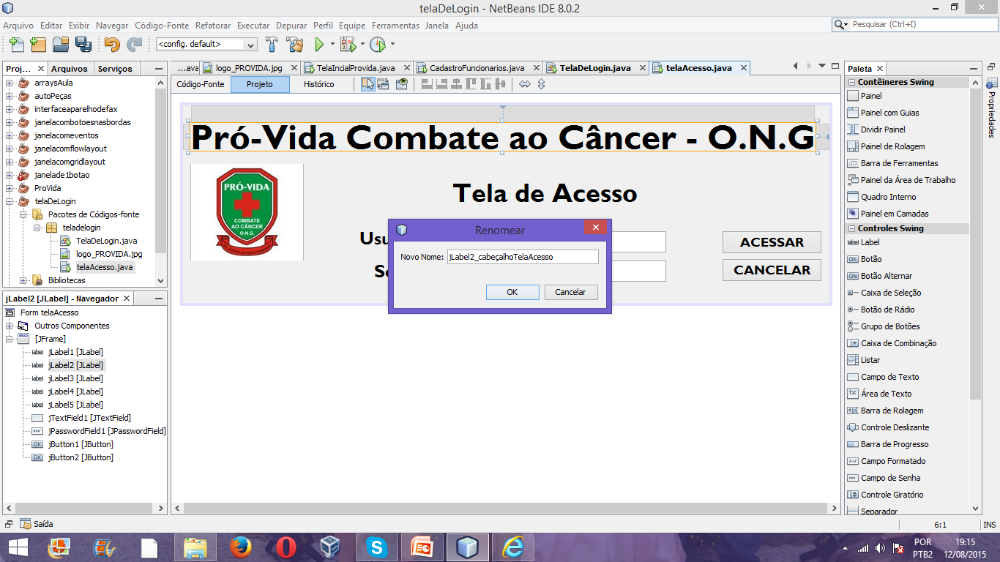 telaDeLogin - NetBeans IDE 8.0.2
Arquivo Editar Exibir Navegar Código-Fonte Refatorar Executar Depurar Perfil Equipe Ferramentas Janela Ajuda
Pesquisar (Ctrl+I)
<config. default>
Proj... Arquivos Serviços
...ava logo_PROVIDA.jpg TelaIncialProvida.java CadastroFuncionarios.java TelaDeLogin.java telaAcesso.java
Código-Fonte Projeto Histórico
arraysAula
autoPeças
interfaceaparelhodefax
janelacombotoesnasbordas
janelacomeventos
janelacomflowlayout
janelacomgridlayout
janelade1botao
ProVida
telaDeLogin
Pacotes de Códigos-fonte
teladelogin
TelaDeLogin.java
logo_PROVIDA.jpg
telaAcesso.java
Bibliotecas
jLabel2 [JLabel] - Navegador
Form telaAcesso
Outros Componentes
[JFrame]
jLabel1 [JLabel]
jLabel2 [JLabel]
jLabel3 [JLabel]
jLabel4 [JLabel]
jLabel5 [JLabel]
jTextField1 [JTextField]
jPasswordField1 [JPasswordField]
jButton1 [JButton]
jButton2 [JButton]
Pró-Vida Combate ao Câncer - O.N.G
PRÓ-VIDA
COMBATE
AO CÂNCER
O.N.G.
Tela de Acesso
Usu
Se
ACESSAR
CANCELAR
Renomear
Novo Nome: jLabel2_cabeçalhoTelaAcesso
OK Cancelar
Paleta
Contêineres Swing
Painel
Painel com Guias
Dividir Painel
Painel de Rolagem
Barra de Ferramentas
Painel da Área de Trabalho
Quadro Interno
Painel em Camadas
Controles Swing
label Label
OK Botão
ON Botão Alternar
Caixa de Seleção
Botão de Rádio
Grupo de Botões
Caixa de Combinação
Listar
Campo de Texto
Área de Texto
Barra de Rolagem
Controle Deslizante
Barra de Progresso
Campo Formatado
Campo de Senha
Controle Giratório
Separador
Propriedades
Saída
6:1 INS
POR
PTB2
19:15
12/08/2015